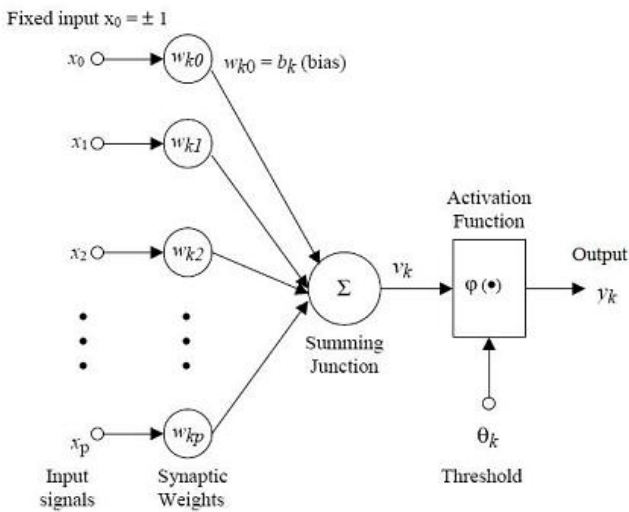 Fixed input x0 = ± 1
x0
wk0
wk0 = bk (bias)
x1
wk1
Activation
Function
x2
wk2
Σ
vk
φ (•)
Output
yk
Summing
Junction
xp
wkp
θk
Input
signals
Synaptic
Weights
Threshold